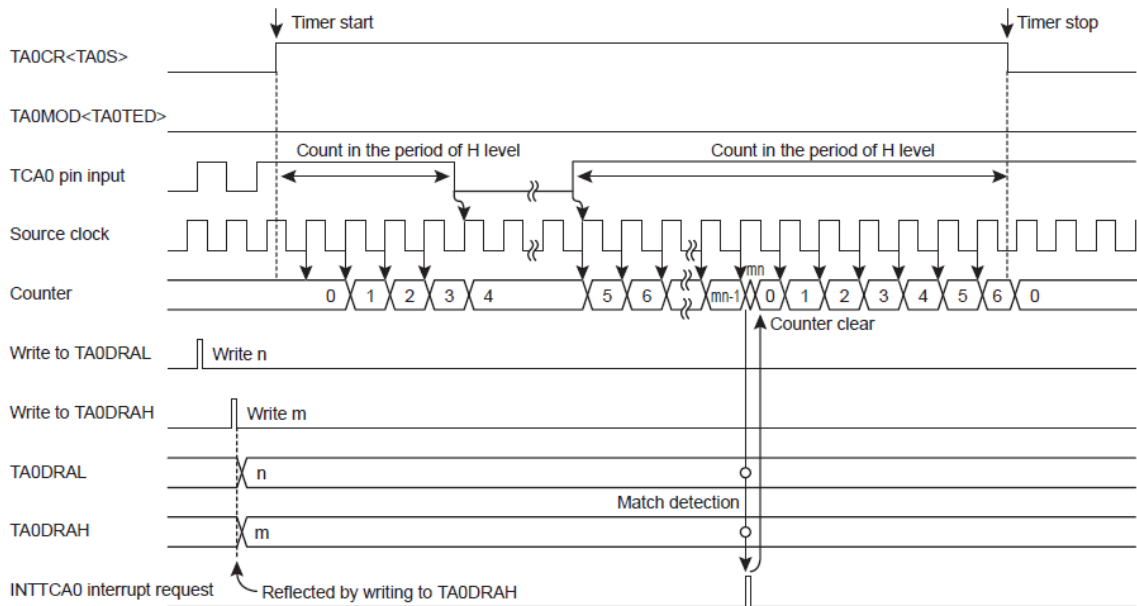 Timer start
Timer stop
TA0CR<TA0S>
TA0MOD<TA0TED>
Count in the period of H level
Count in the period of H level
TCA0 pin input
Source clock
mn
Counter
0 1 2 3 4 5 6 mn-1 0 1 2 3 4 5 6 0
Counter clear
Write to TA0DRAL
Write n
Write to TA0DRAH
Write m
TA0DRAL
n
Match detection
TA0DRAH
m
INTTCA0 interrupt request
Reflected by writing to TA0DRAH